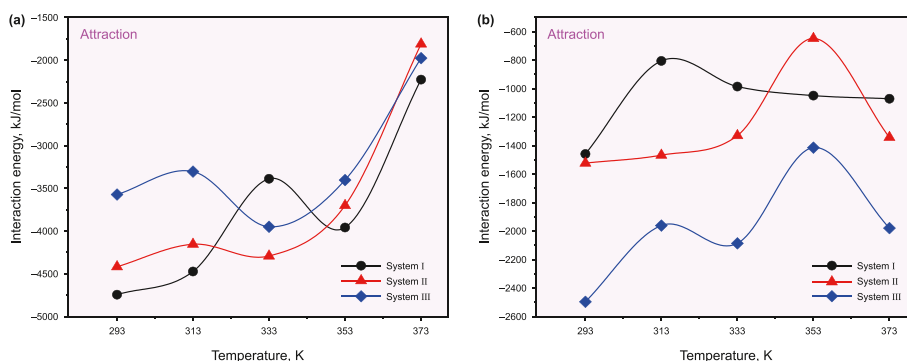 (a)
Attraction
Interaction energy, kJ/mol
−1500
−2000
−2500
−3000
−3500
−4000
−4500
−5000
293 313 333 353 373
Temperature, K
System I
System II
System III
(b)
Attraction
Interaction energy, kJ/mol
−600
−800
−1000
−1200
−1400
−1600
−1800
−2000
−2200
−2400
−2600
293 313 333 353 373
Temperature, K
System I
System II
System III